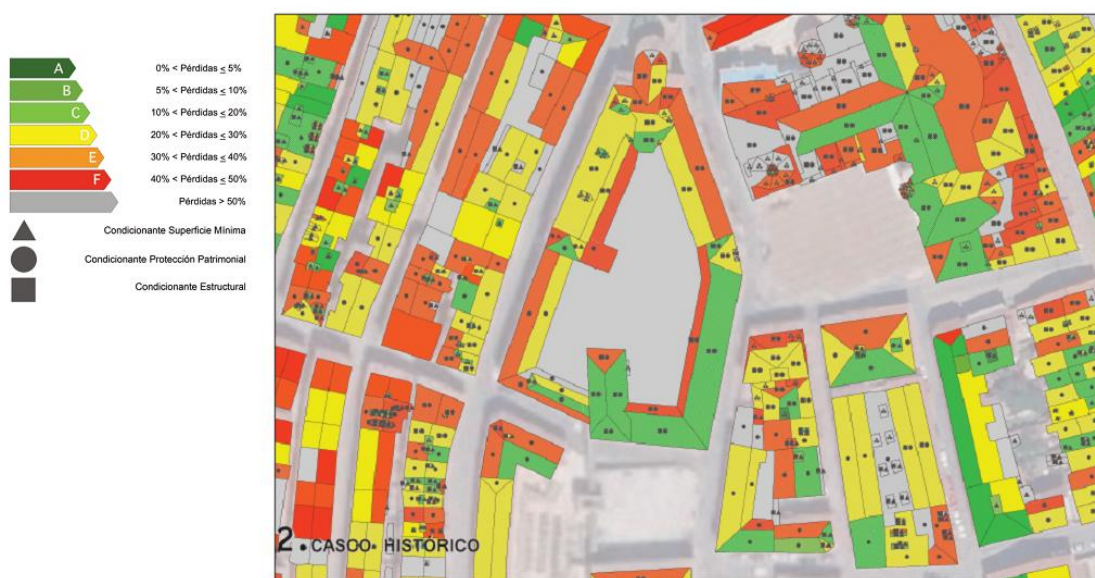 A 0% < Pérdidas ≤ 5%
B 5% < Pérdidas ≤ 10%
C 10% < Pérdidas ≤ 20%
D 20% < Pérdidas ≤ 30%
E 30% < Pérdidas ≤ 40%
F 40% < Pérdidas ≤ 50%
Pérdidas > 50%
Condicionante Superficie Mínima
Condicionante Protección Patrimonial
Condicionante Estructural
2. CASCO HISTÓRICO